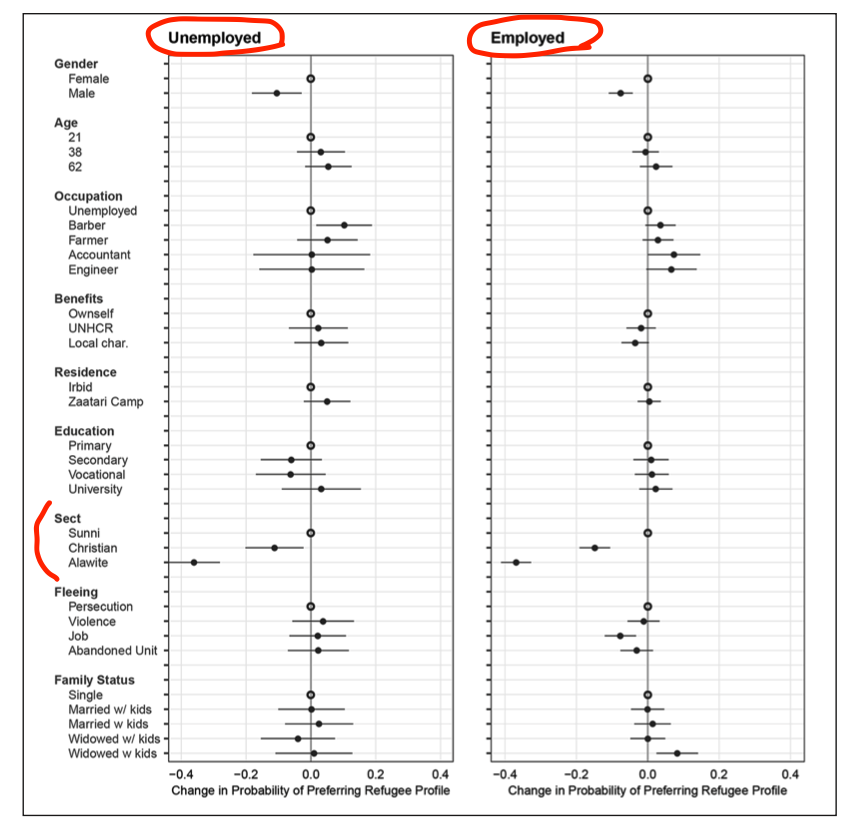 Unemployed Employed
Gender
Female
Male
Age
21
38
62
Occupation
Unemployed
Barber
Farmer
Accountant
Engineer
Benefits
Ownself
UNHCR
Local char.
Residence
Irbid
Zaatari Camp
Education
Primary
Secondary
Vocational
University
Sect
Sunni
Christian
Alawite
Fleeing
Persecution
Violence
Job
Abandoned Unit
Family Status
Single
Married w/ kids
Married w kids
Widowed w/ kids
Widowed w kids
−0.4 −0.2 0.0 0.2 0.4 −0.4 −0.2 0.0 0.2 0.4
Change in Probability of Preferring Refugee Profile Change in Probability of Preferring Refugee Profile